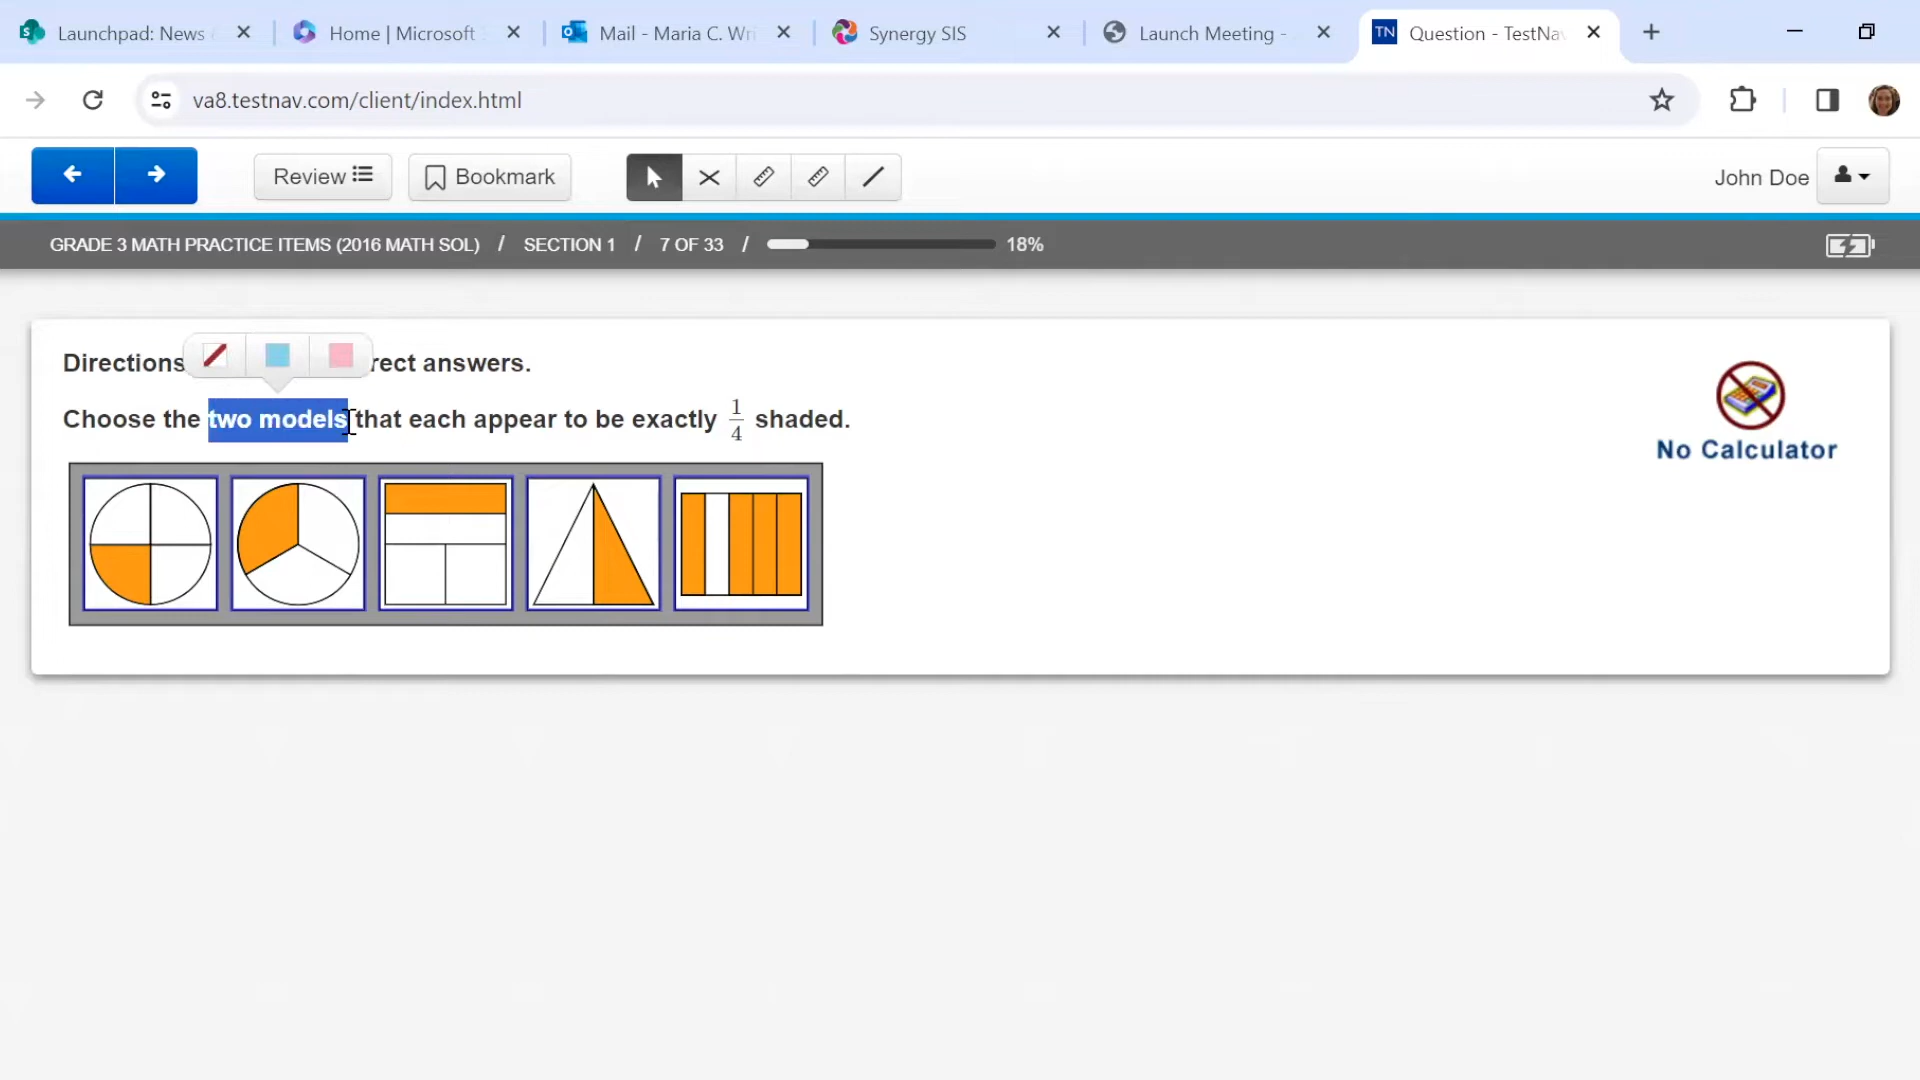 Launchpad: News
Home | Microsoft
Mail - Maria C. Wri
Synergy SIS
Launch Meeting -
TN
Question - TestNa
va8.testnav.com/client/index.html
Review
Bookmark
John Doe
GRADE 3 MATH PRACTICE ITEMS (2016 MATH SOL) / SECTION 1 / 7 OF 33 / 18%
Directions rect answers.
Choose the two models that each appear to be exactly 1/4 shaded.
No Calculator